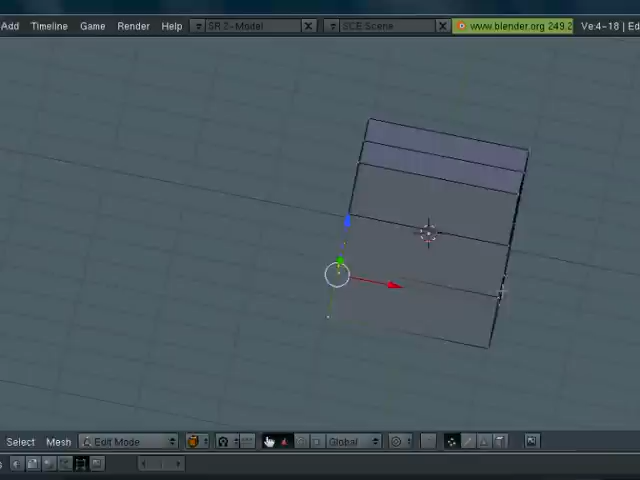 Add Timeline Game Render Help SR:2-Model SCE:Scene www.blender.org 249.2 Ve:4-18 | Ed
Select Mesh Edit Mode Global